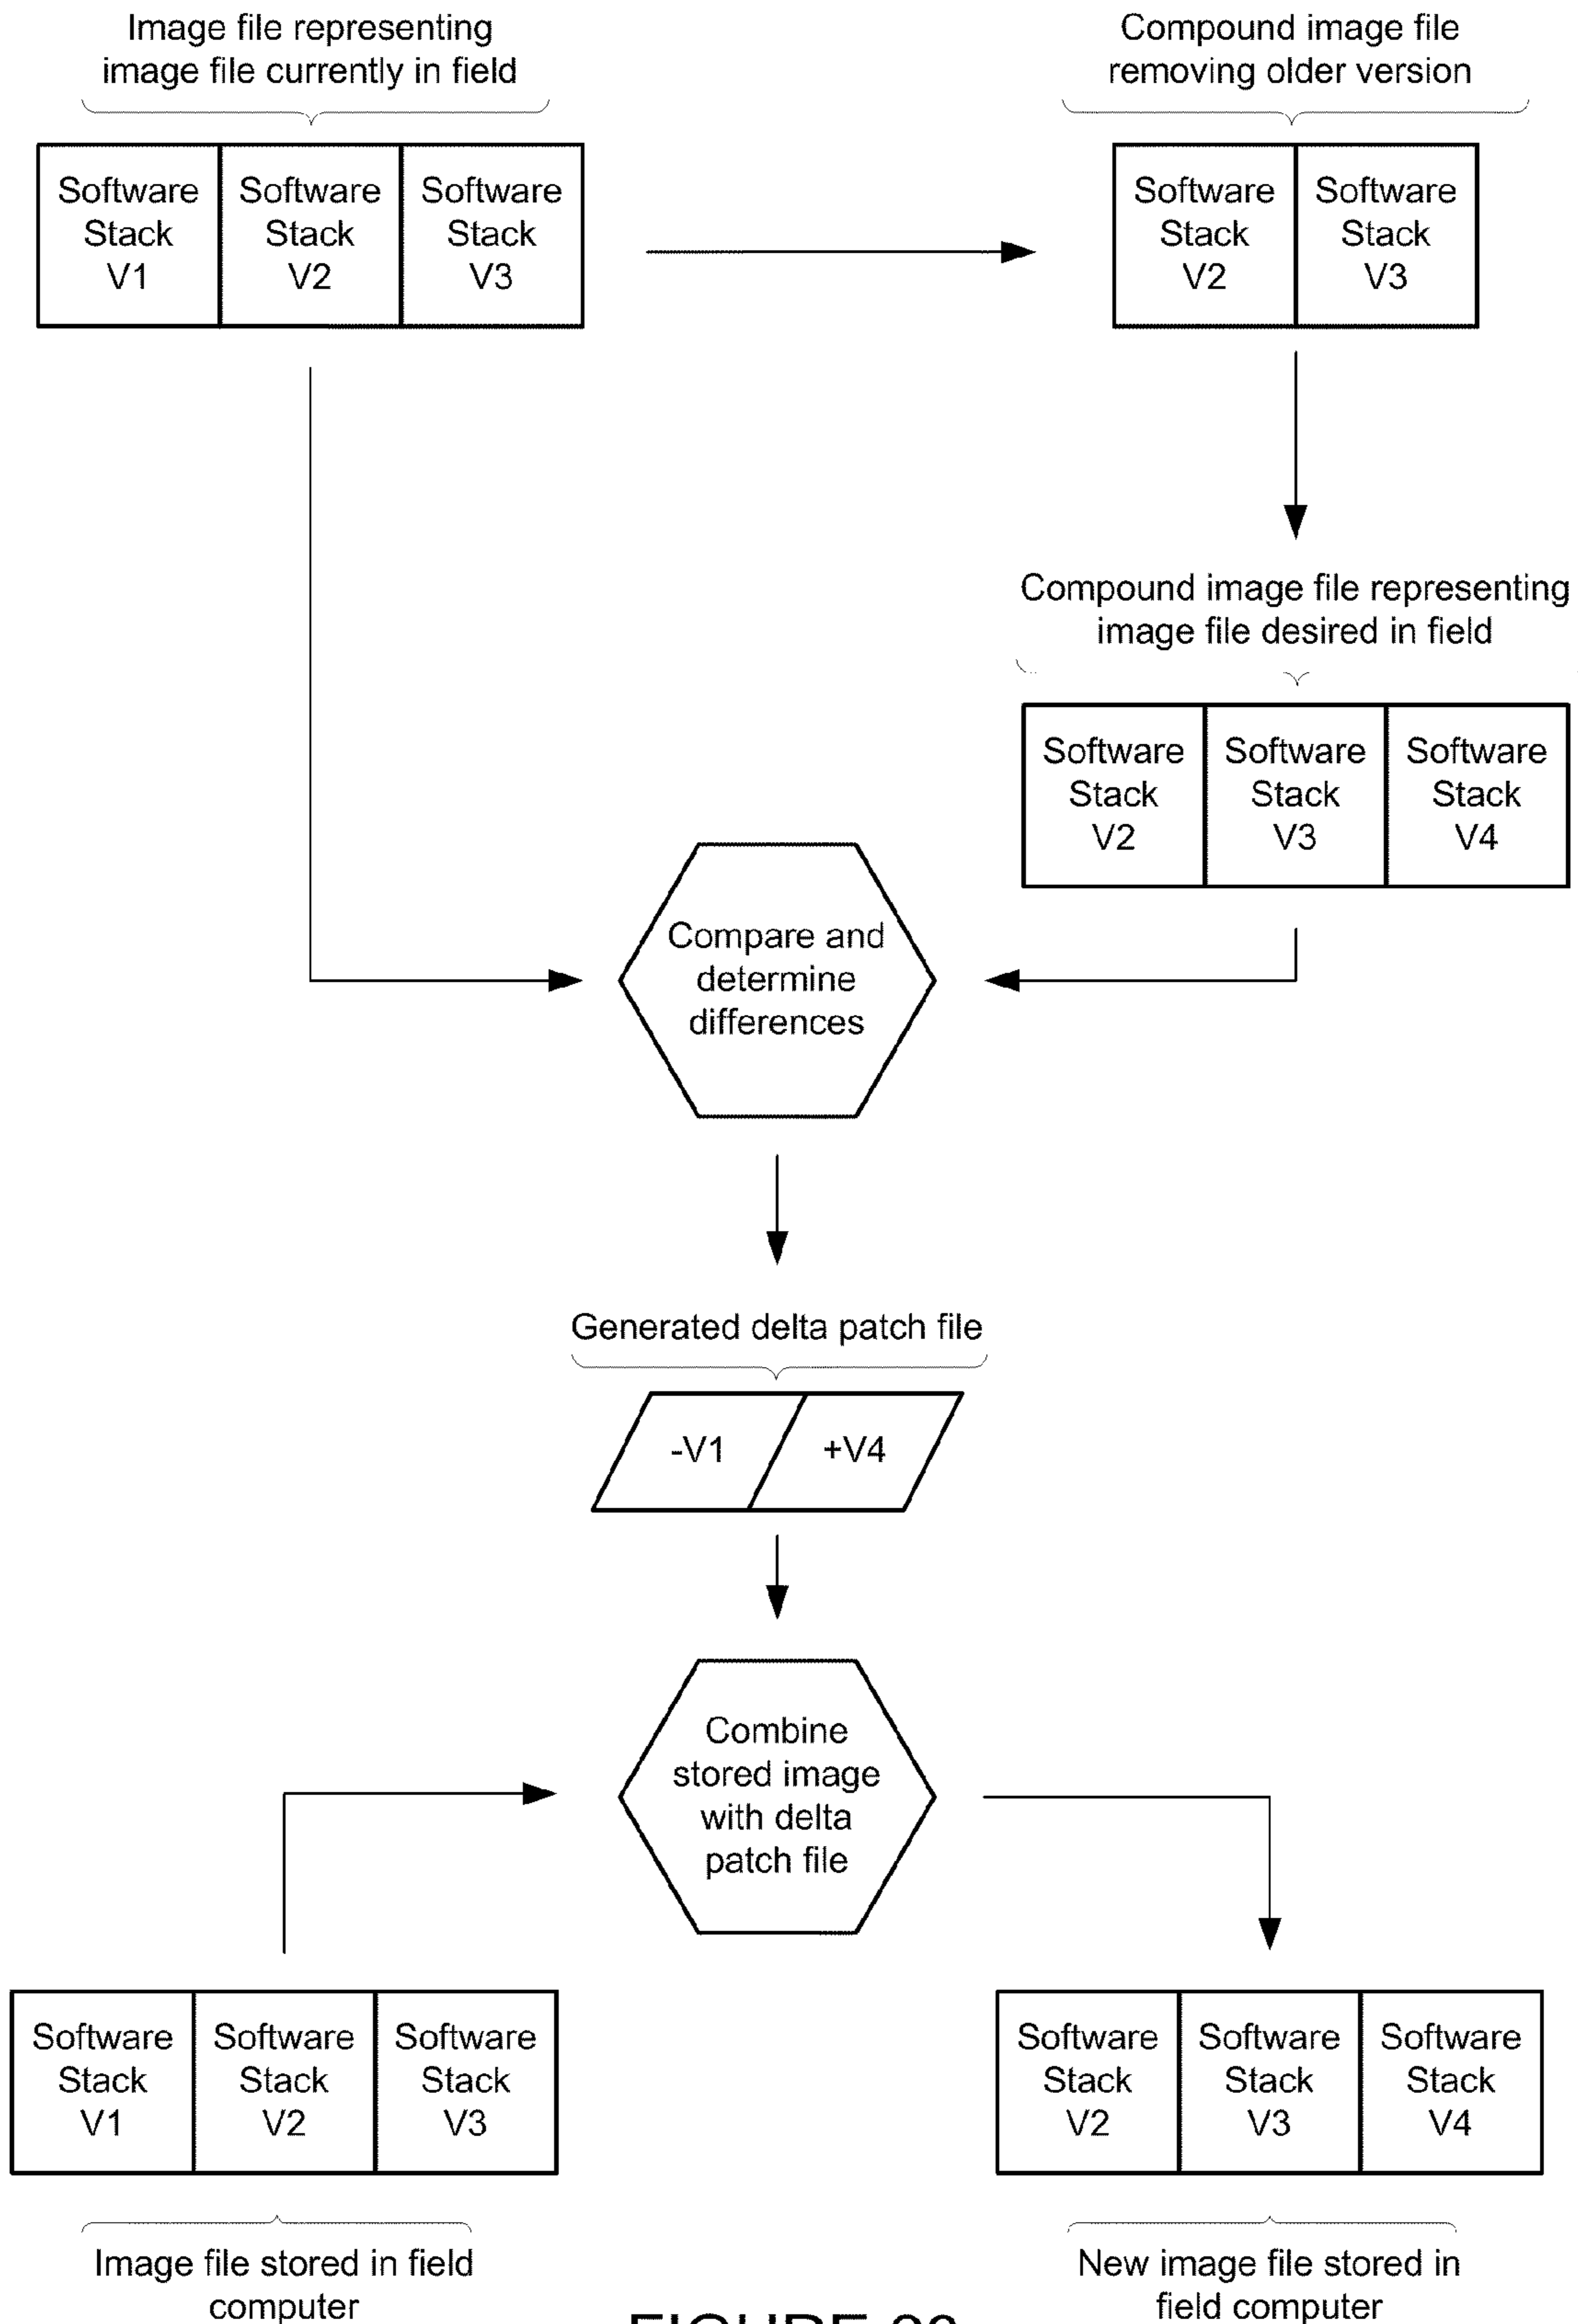 Image file representing
image file currently in field
Compound image file
removing older version
Software
Stack
V1
Software
Stack
V2
Software
Stack
V3
Software
Stack
V2
Software
Stack
V3
Compound image file representing
image file desired in field
Software
Stack
V2
Software
Stack
V3
Software
Stack
V4
Compare and
determine
differences
Generated delta patch file
-V1
+V4
Combine
stored image
with delta
patch file
Software
Stack
V1
Software
Stack
V2
Software
Stack
V3
Software
Stack
V2
Software
Stack
V3
Software
Stack
V4
Image file stored in field
computer
New image file stored in
field computer
FIGURE